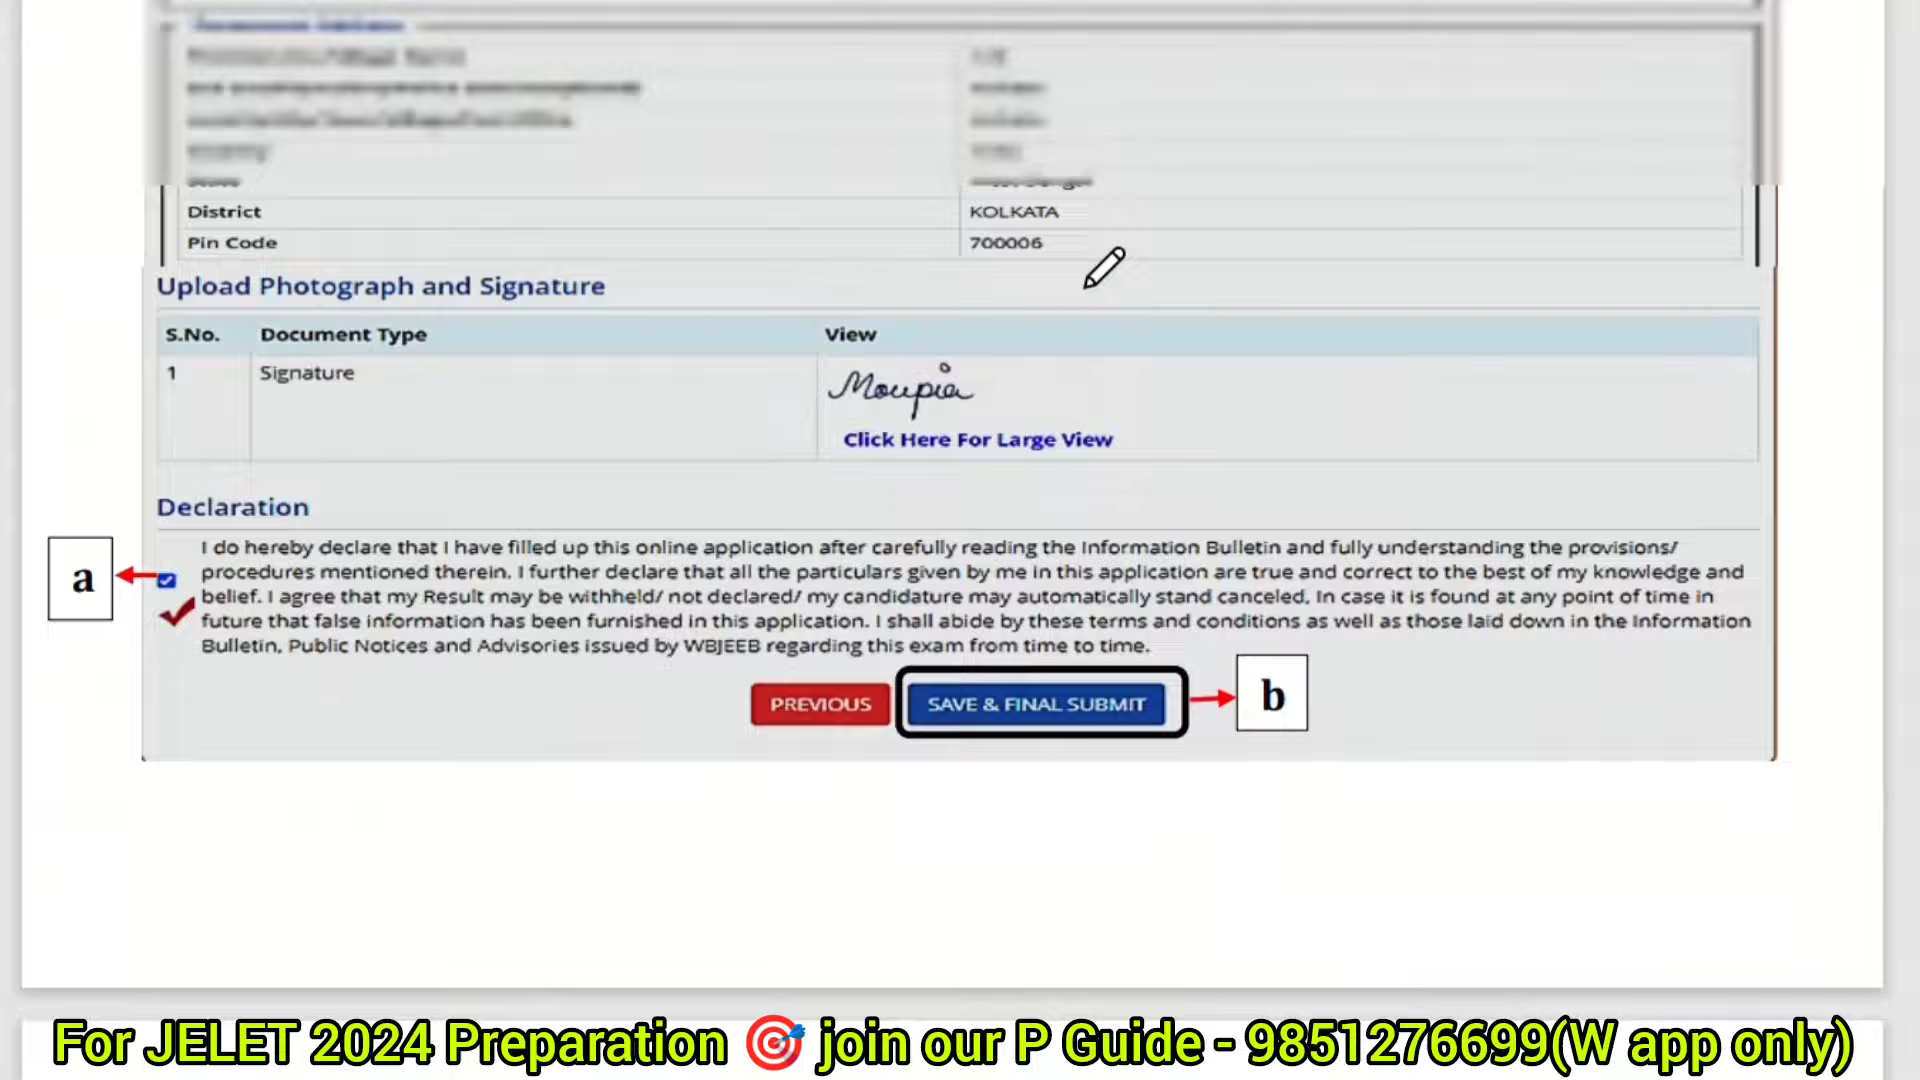 District KOLKATA
Pin Code 700006
Upload Photograph and Signature
S.No. Document Type View
1 Signature Moupia
Click Here For Large View
Declaration
a
I do hereby declare that I have filled up this online application after carefully reading the Information Bulletin and fully understanding the provisions/
procedures mentioned therein. I further declare that all the particulars given by me in this application are true and correct to the best of my knowledge and
belief. I agree that my Result may be withheld/ not declared/ my candidature may automatically stand canceled, In case it is found at any point of time in
future that false information has been furnished in this application. I shall abide by these terms and conditions as well as those laid down in the Information
Bulletin, Public Notices and Advisories issued by WBJEEB regarding this exam from time to time.
PREVIOUS SAVE & FINAL SUBMIT b
For JELET 2024 Preparation 🎯 join our P Guide - 9851276699(W app only)